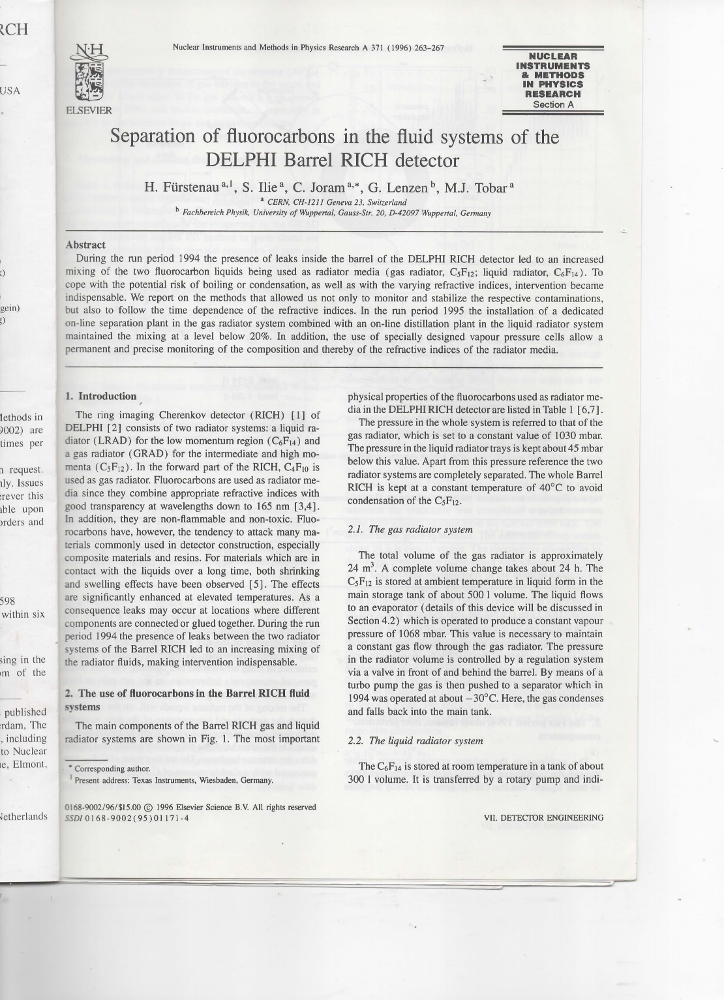 RCH
USA
gein)
Methods in
9002) are
times per
n request.
nly. Issues
erever this
able upon
orders and
598
within six
sing in the
om of the
published
rdam, The
, including
to Nuclear
ie, Elmont,
Netherlands
N·H
ELSEVIER
Nuclear Instruments and Methods in Physics Research A 371 (1996) 263–267
NUCLEAR
INSTRUMENTS
& METHODS
IN PHYSICS
RESEARCH
Section A
Separation of fluorocarbons in the fluid systems of the
DELPHI Barrel RICH detector
H. Fürstenau a,1, S. Ilie a, C. Joram a,*, G. Lenzen b, M.J. Tobar a
a CERN, CH-1211 Geneva 23, Switzerland
b Fachbereich Physik, University of Wuppertal, Gauss-Str. 20, D-42097 Wuppertal, Germany
Abstract
During the run period 1994 the presence of leaks inside the barrel of the DELPHI RICH detector led to an increased
mixing of the two fluorocarbon liquids being used as radiator media (gas radiator, C5F12; liquid radiator, C6F14). To
cope with the potential risk of boiling or condensation, as well as with the varying refractive indices, intervention became
indispensable. We report on the methods that allowed us not only to monitor and stabilize the respective contaminations,
but also to follow the time dependence of the refractive indices. In the run period 1995 the installation of a dedicated
on-line separation plant in the gas radiator system combined with an on-line distillation plant in the liquid radiator system
maintained the mixing at a level below 20%. In addition, the use of specially designed vapour pressure cells allow a
permanent and precise monitoring of the composition and thereby of the refractive indices of the radiator media.
1. Introduction
The ring imaging Cherenkov detector (RICH) [1] of
DELPHI [2] consists of two radiator systems: a liquid ra-
diator (LRAD) for the low momentum region (C6F14) and
a gas radiator (GRAD) for the intermediate and high mo-
menta (C5F12). In the forward part of the RICH, C4F10 is
used as gas radiator. Fluorocarbons are used as radiator me-
dia since they combine appropriate refractive indices with
good transparency at wavelengths down to 165 nm [3,4].
In addition, they are non-flammable and non-toxic. Fluo-
rocarbons have, however, the tendency to attack many ma-
terials commonly used in detector construction, especially
composite materials and resins. For materials which are in
contact with the liquids over a long time, both shrinking
and swelling effects have been observed [5]. The effects
are significantly enhanced at elevated temperatures. As a
consequence leaks may occur at locations where different
components are connected or glued together. During the run
period 1994 the presence of leaks between the two radiator
systems of the Barrel RICH led to an increasing mixing of
the radiator fluids, making intervention indispensable.
2. The use of fluorocarbons in the Barrel RICH fluid
systems
The main components of the Barrel RICH gas and liquid
radiator systems are shown in Fig. 1. The most important
* Corresponding author.
1 Present address: Texas Instruments, Wiesbaden, Germany.
physical properties of the fluorocarbons used as radiator me-
dia in the DELPHI RICH detector are listed in Table 1 [6,7].
The pressure in the whole system is referred to that of the
gas radiator, which is set to a constant value of 1030 mbar.
The pressure in the liquid radiator trays is kept about 45 mbar
below this value. Apart from this pressure reference the two
radiator systems are completely separated. The whole Barrel
RICH is kept at a constant temperature of 40°C to avoid
condensation of the C5F12.
2.1. The gas radiator system
The total volume of the gas radiator is approximately
24 m3. A complete volume change takes about 24 h. The
C5F12 is stored at ambient temperature in liquid form in the
main storage tank of about 500 l volume. The liquid flows
to an evaporator (details of this device will be discussed in
Section 4.2) which is operated to produce a constant vapour
pressure of 1068 mbar. This value is necessary to maintain
a constant gas flow through the gas radiator. The pressure
in the radiator volume is controlled by a regulation system
via a valve in front of and behind the barrel. By means of a
turbo pump the gas is then pushed to a separator which in
1994 was operated at about −30°C. Here, the gas condenses
and falls back into the main tank.
2.2. The liquid radiator system
The C6F14 is stored at room temperature in a tank of about
300 l volume. It is transferred by a rotary pump and indi-
0168-9002/96/$15.00 © 1996 Elsevier Science B.V. All rights reserved
SSDI 0168-9002(95)01171-4
VII. DETECTOR ENGINEERING